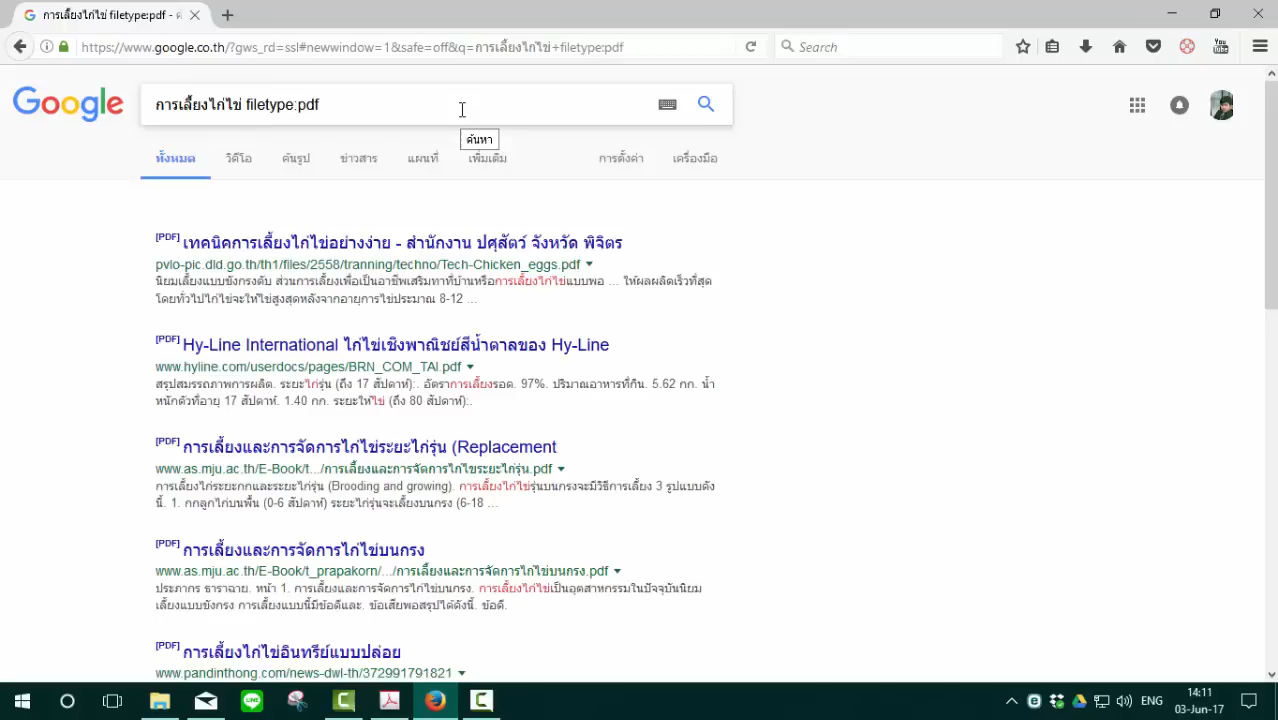 การเลี้ยงไก่ไข่ filetype:pdf -
https://www.google.co.th/?gws_rd=ssl#newwindow=1&safe=off&q=การเลี้ยงไก่ไข่+filetype:pdf
Search
You
Tube
Google
การเลี้ยงไก่ไข่ filetype:pdf
ค้นหา
ทั้งหมด วิดีโอ ค้นรูป ข่าวสาร แผนที่ เพิ่มเติม การตั้งค่า เครื่องมือ
[PDF] เทคนิคการเลี้ยงไก่ไข่อย่างง่าย - สำนักงาน ปศุสัตว์ จังหวัด พิจิตร
pvlo-pic.dld.go.th/th1/files/2558/tranning/techno/Tech-Chicken_eggs.pdf
นิยมเลี้ยงแบบขังกรงตับ ส่วนการเลี้ยงเพื่อเป็นอาชีพเสริมทาที่บ้านหรือการเลี้ยงไก่ไข่แบบพอ ... ให้ผลผลิตเร็วที่สุด
โดยทั่วไปไก่ไข่จะให้ไข่สูงสุดหลังจากอายุการไข่ประมาณ 8-12 ...
[PDF] Hy-Line International ไก่ไข่เชิงพาณิชย์สีน้ำตาลของ Hy-Line
www.hyline.com/userdocs/pages/BRN_COM_TAI.pdf
สรุปสมรรถภาพการผลิต. ระยะไก่รุ่น (ถึง 17 สัปดาห์):. อัตราการเลี้ยงรอด. 97%. ปริมาณอาหารที่กิน. 5.62 กก. น้ำ
หนักตัวที่อายุ 17 สัปดาห์. 1.40 กก. ระยะให้ไข่ (ถึง 80 สัปดาห์):.
[PDF] การเลี้ยงและการจัดการไก่ไข่ระยะไก่รุ่น (Replacement
www.as.mju.ac.th/E-Book/t.../การเลี้ยงและการจัดการไก่ไข่ระยะไก่รุ่น.pdf
การเลี้ยงไก่ระยะกกและระยะไก่รุ่น (Brooding and growing). การเลี้ยงไก่ไข่รุ่นบนกรงจะมีวิธีการเลี้ยง 3 รูปแบบดัง
นี้. 1. กกลูกไก่บนพื้น (0-6 สัปดาห์) ระยะไก่รุ่นจะเลี้ยงบนกรง (6-18 ...
[PDF] การเลี้ยงและการจัดการไก่ไข่บนกรง
www.as.mju.ac.th/E-Book/t_prapakorn/.../การเลี้ยงและการจัดการไก่ไข่บนกรง.pdf
ประภากร ธาราฉาย. หน้า 1. การเลี้ยงและการจัดการไก่ไข่บนกรง. การเลี้ยงไก่ไข่เป็นอุตสาหกรรมในปัจจุบันนิยม
เลี้ยงแบบขังกรง การเลี้ยงแบบนี้มีข้อดีและ. ข้อเสียพอสรุปได้ดังนี้. ข้อดี.
[PDF] การเลี้ยงไก่ไข่อินทรีย์แบบปล่อย
www.pandinthong.com/news-dwl-th/372991791821
LINE
ENG
14:11
03-Jun-17